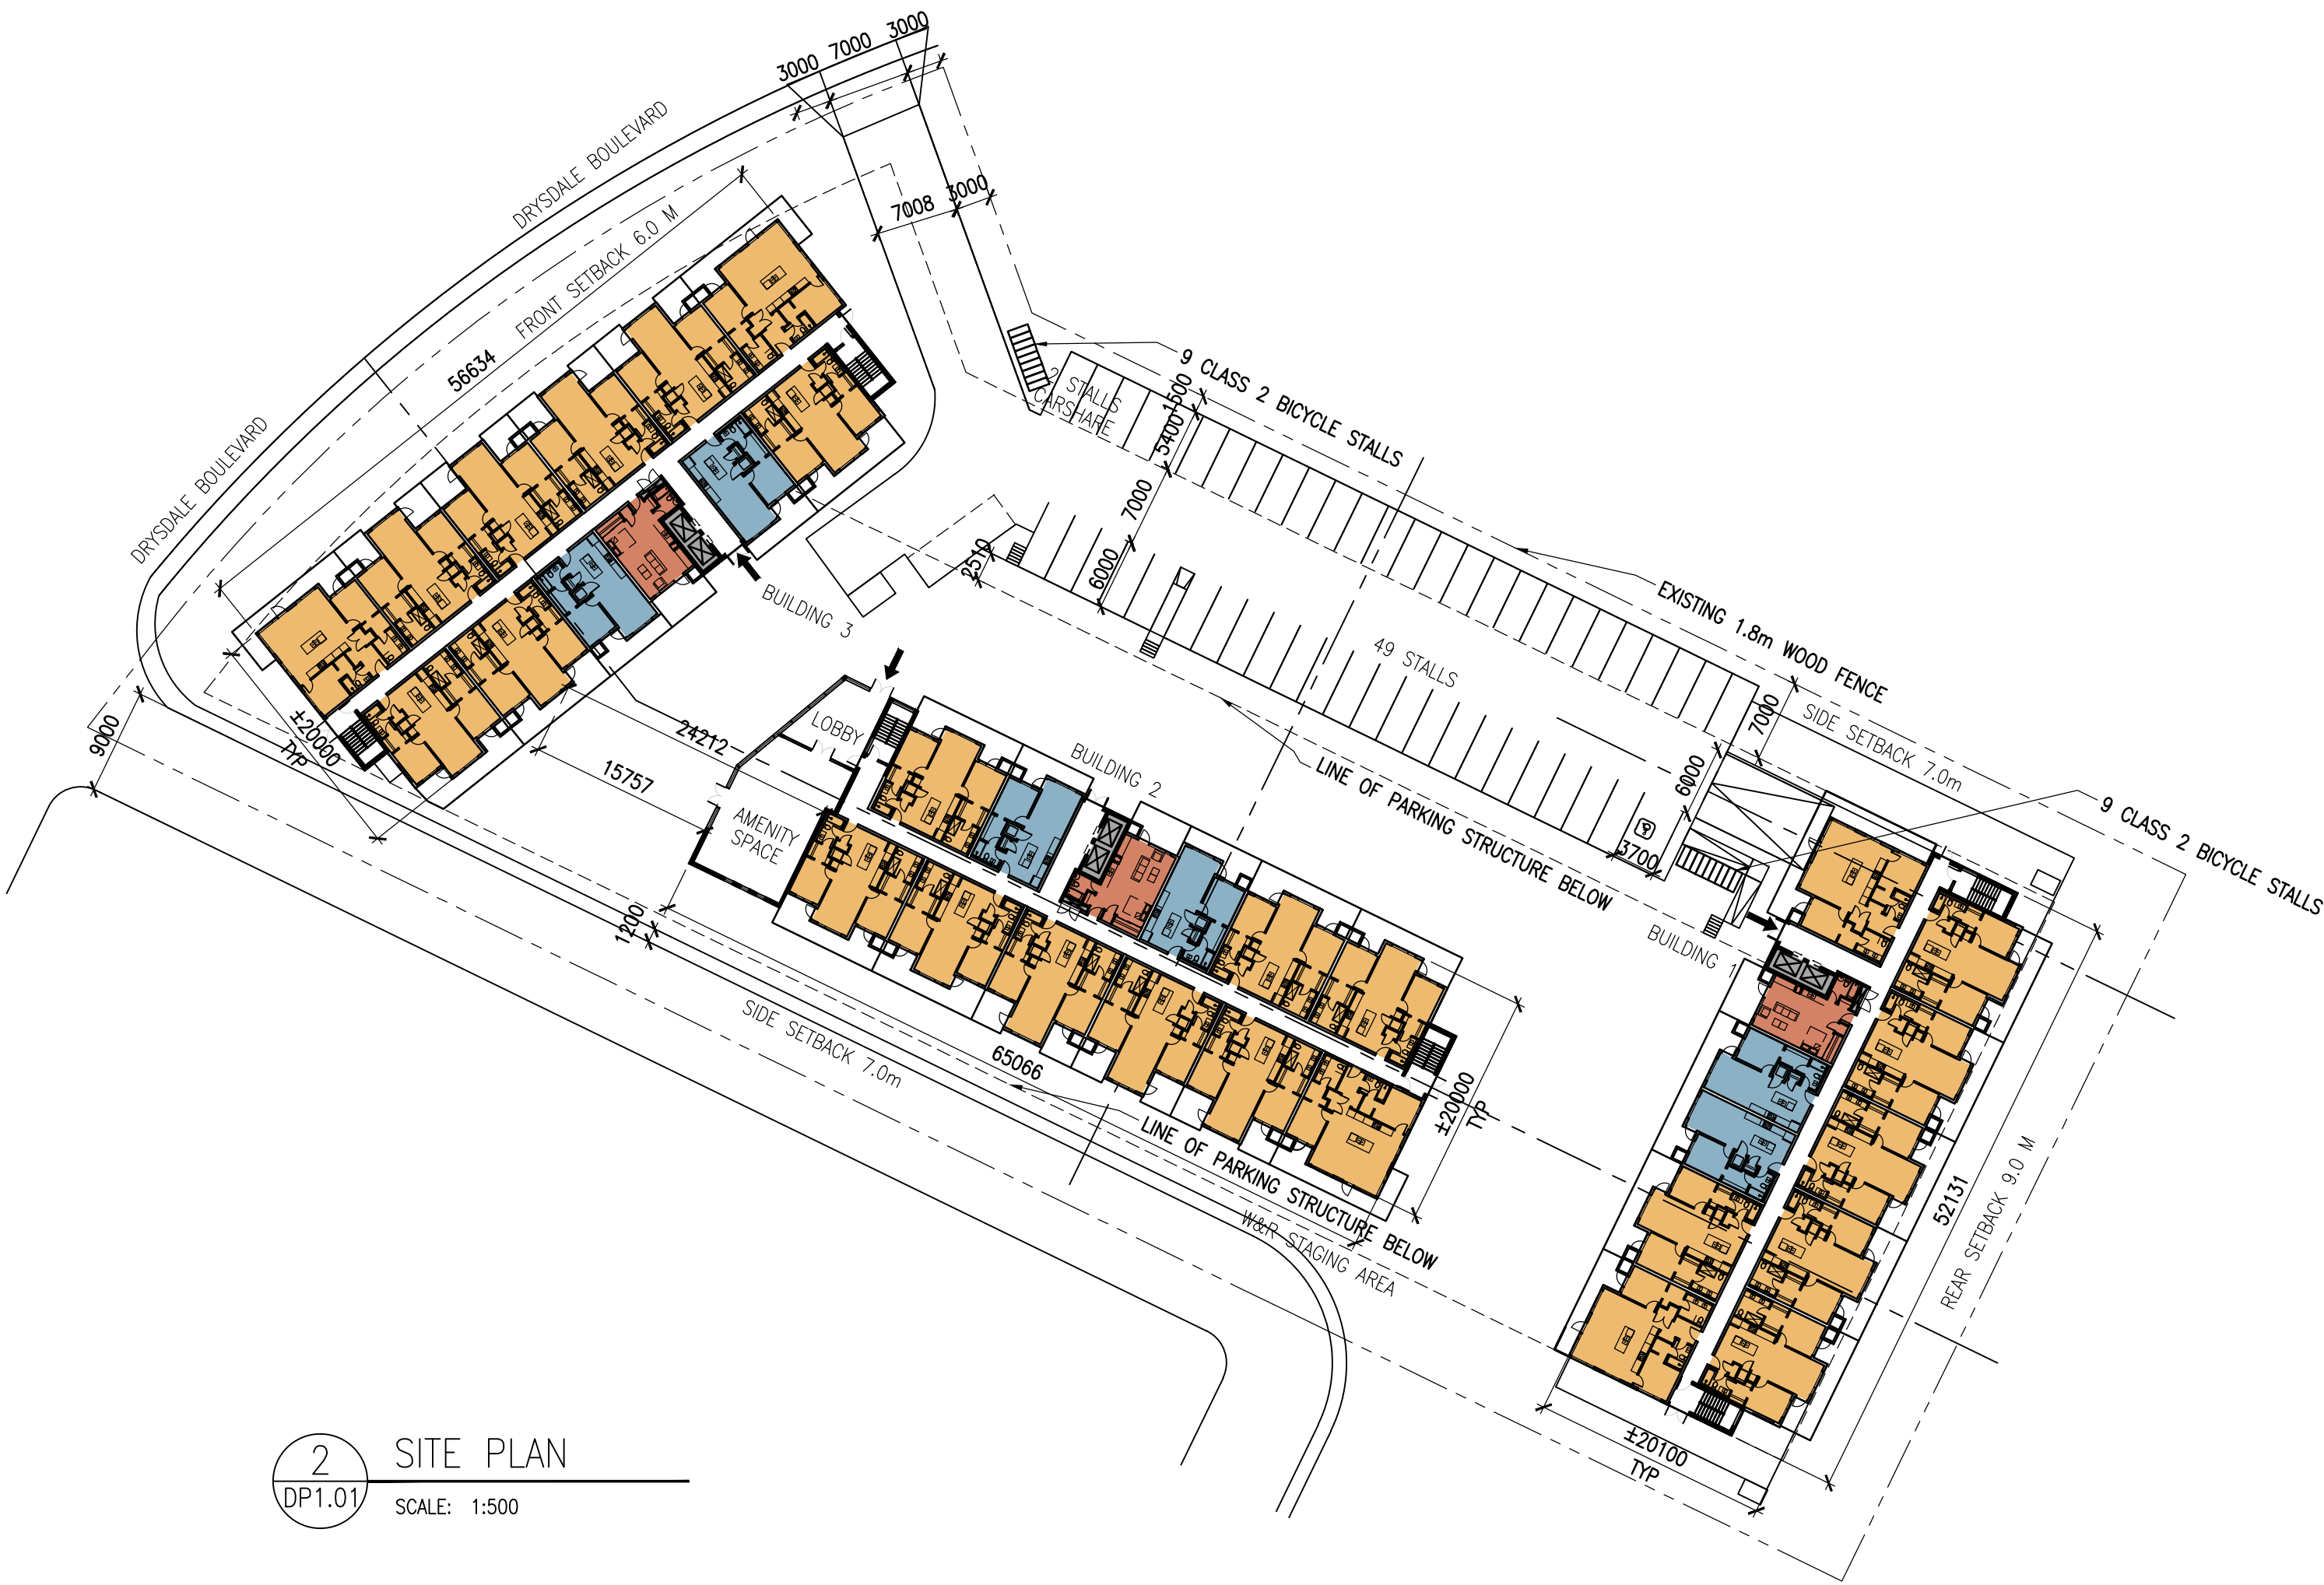 3000
7000
3000
DRYSDALE BOULEVARD
FRONT SETBACK 6.0 M
56634
7008
3000
DRYSDALE BOULEVARD
9 CLASS 2 BICYCLE STALLS
2 STALLS
CARSHARE
1600
5400
7000
6000
2510
EXISTING 1.8m WOOD FENCE
49 STALLS
BUILDING 3
SIDE SETBACK 7.0m
7000
6000
9000
±20000
TYP
24212
15757
LOBBY
AMENITY
SPACE
BUILDING 2
LINE OF PARKING STRUCTURE BELOW
3700
9 CLASS 2 BICYCLE STALLS
BUILDING 1
1200
SIDE SETBACK 7.0m
65066
±20000
TYP
LINE OF PARKING STRUCTURE BELOW
W&R STAGING AREA
52131
REAR SETBACK 9.0 M
±20100
TYP
2
DP1.01
SITE PLAN
SCALE: 1:500